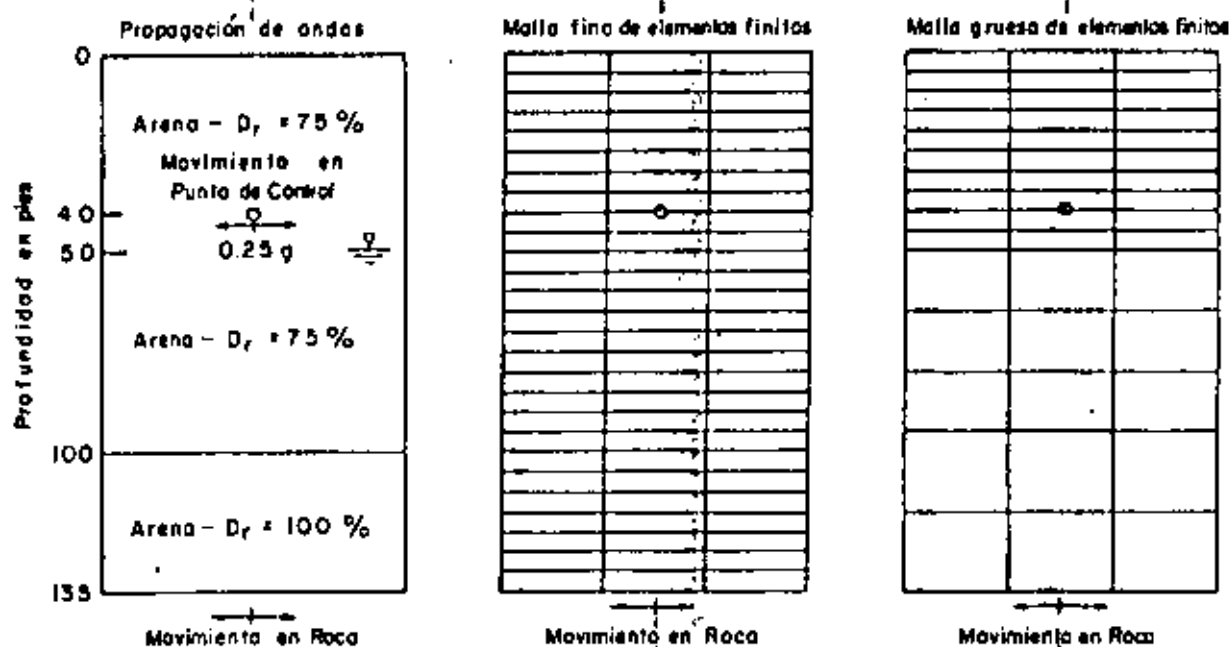 Propagación de ondas
Malla fina de elementos finitos
Malla gruesa de elementos finitos
0
Arena - Dr = 75 %
Movimiento en
Punto de Control
40
0.25 g
50
Profundidad en pies
Arena - Dr = 75 %
100
Arena - Dr = 100 %
135
Movimiento en Roca
Movimiento en Roca
Movimiento en Roca